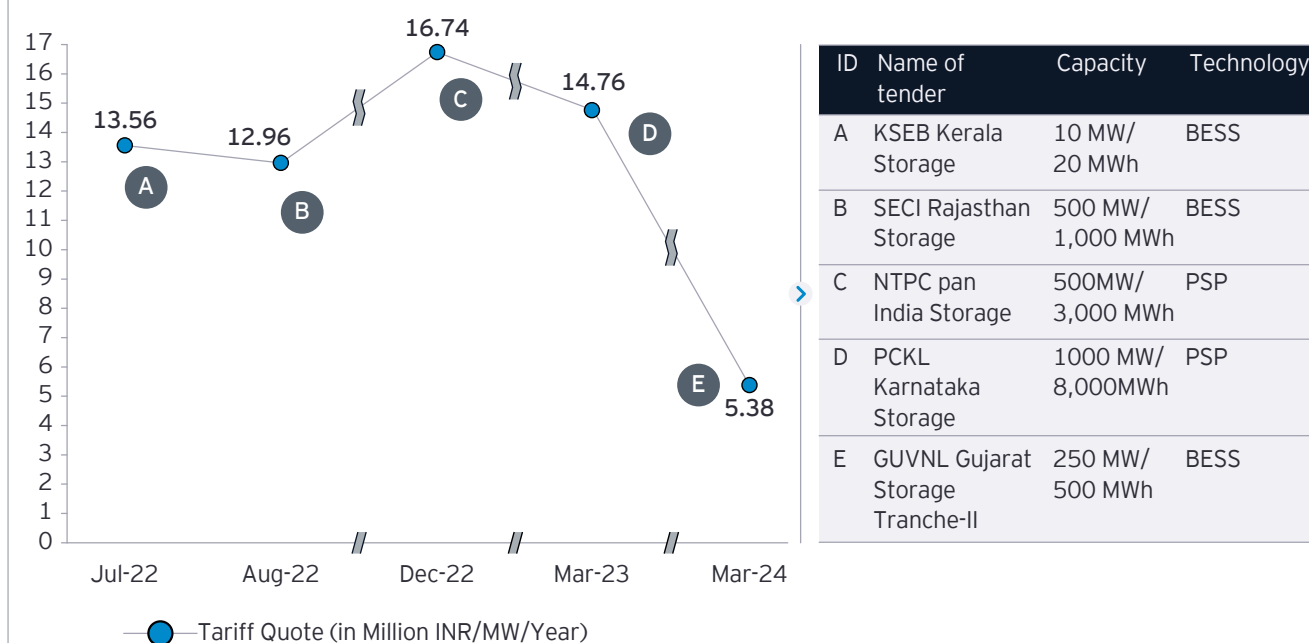 17
16
15
14
13
12
11
10
9
8
7
6
5
4
3
2
1
0
13.56
12.96
16.74
14.76
5.38
A
B
C
D
E
Jul-22
Aug-22
Dec-22
Mar-23
Mar-24
Tariff Quote (in Million INR/MW/Year)
ID Name of Capacity Technology
tender
A KSEB Kerala 10 MW/ BESS
Storage 20 MWh
B SECI Rajasthan 500 MW/ BESS
Storage 1,000 MWh
C NTPC pan 500MW/ PSP
India Storage 3,000 MWh
D PCKL 1000 MW/ PSP
Karnataka 8,000MWh
Storage
E GUVNL Gujarat 250 MW/ BESS
Storage 500 MWh
Tranche-II